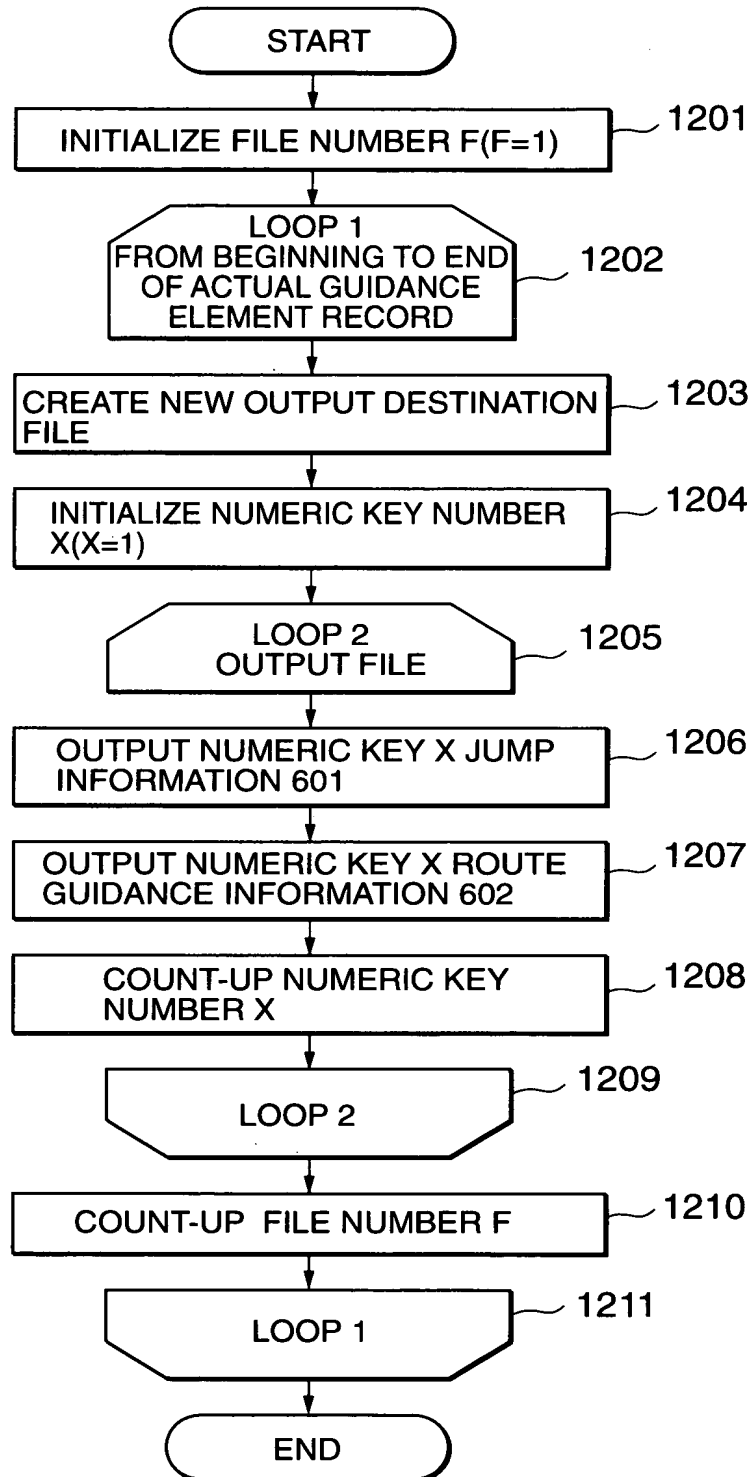 START
INITIALIZE FILE NUMBER F(F=1)
1201
LOOP 1
FROM BEGINNING TO END
OF ACTUAL GUIDANCE
ELEMENT RECORD
1202
CREATE NEW OUTPUT DESTINATION
FILE
1203
INITIALIZE NUMERIC KEY NUMBER
X(X=1)
1204
LOOP 2
OUTPUT FILE
1205
OUTPUT NUMERIC KEY X JUMP
INFORMATION 601
1206
OUTPUT NUMERIC KEY X ROUTE
GUIDANCE INFORMATION 602
1207
COUNT-UP NUMERIC KEY
NUMBER X
1208
LOOP 2
1209
COUNT-UP FILE NUMBER F
1210
LOOP 1
1211
END